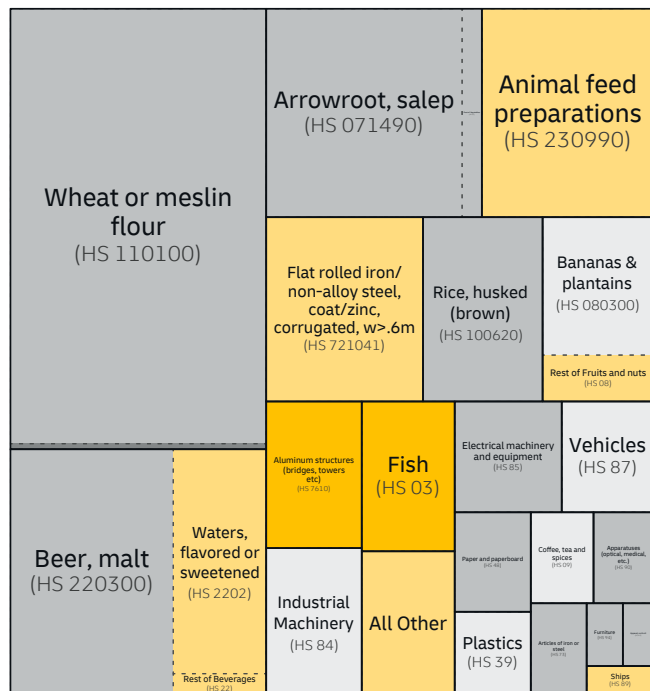 Wheat or meslin
flour
(HS 110100)
Arrowroot, salep
(HS 071490)
Animal feed
preparations
(HS 230990)
Flat rolled iron/
non-alloy steel,
coat/zinc,
corrugated, w>.6m
(HS 721041)
Rice, husked
(brown)
(HS 100620)
Bananas &
plantains
(HS 080300)
Rest of Fruits and nuts
(HS 08)
Beer, malt
(HS 220300)
Waters,
flavored or
sweetened
(HS 2202)
Rest of Beverages
(HS 22)
Aluminum structures
(bridges, towers
etc)
(HS 7610)
Fish
(HS 03)
Electrical machinery
and equipment
(HS 85)
Vehicles
(HS 87)
Industrial
Machinery
(HS 84)
All Other
Paper and paperboard
(HS 48)
Coffee, tea and
spices
(HS 09)
Apparatuses
(optical, medical,
etc.)
(HS 90)
Plastics
(HS 39)
Articles of iron or
steel
(HS 73)
Furniture
(HS 94)
Ships
(HS 89)